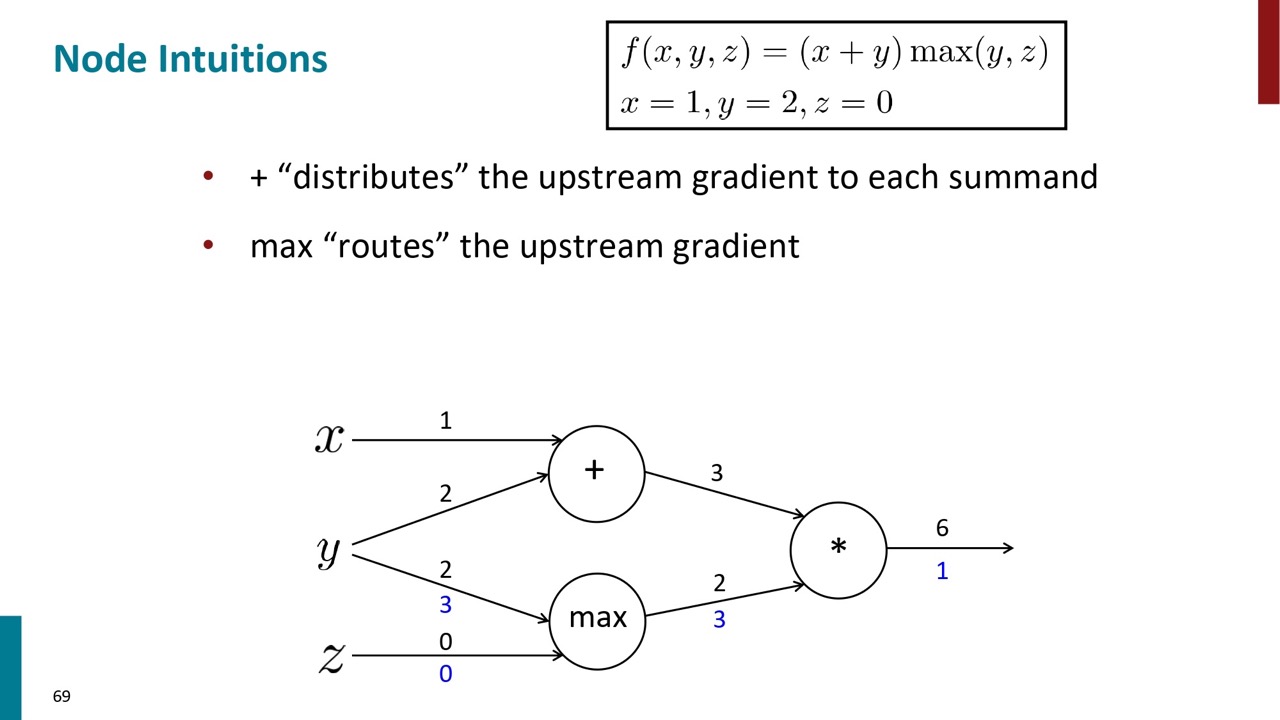 Node Intuitions
f(x, y, z) = (x + y) max(y, z)
x = 1, y = 2, z = 0
• + “distributes” the upstream gradient to each summand
• max “routes” the upstream gradient
x
1
+
2
3
y
2
3
max
2
3
*
6
1
z
0
0
69